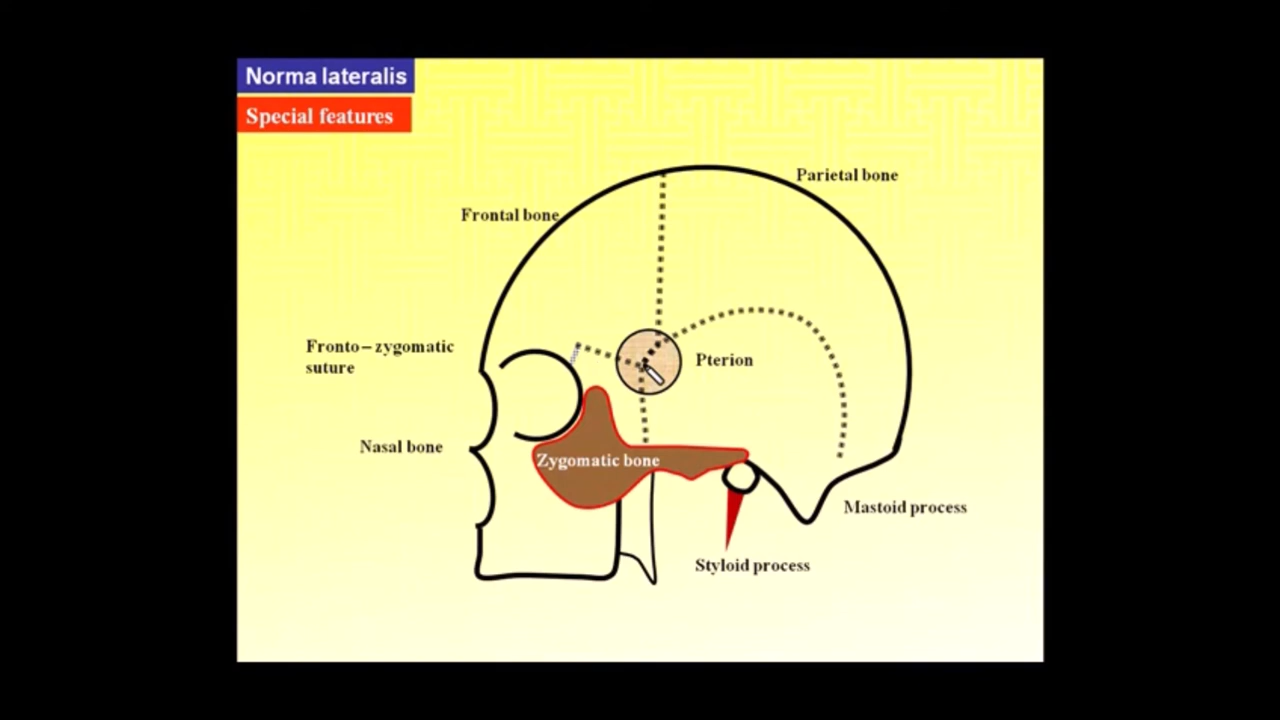 Norma lateralis
Special features
Parietal bone
Frontal bone
Fronto – zygomatic
suture
Pterion
Nasal bone
Zygomatic bone
Mastoid process
Styloid process